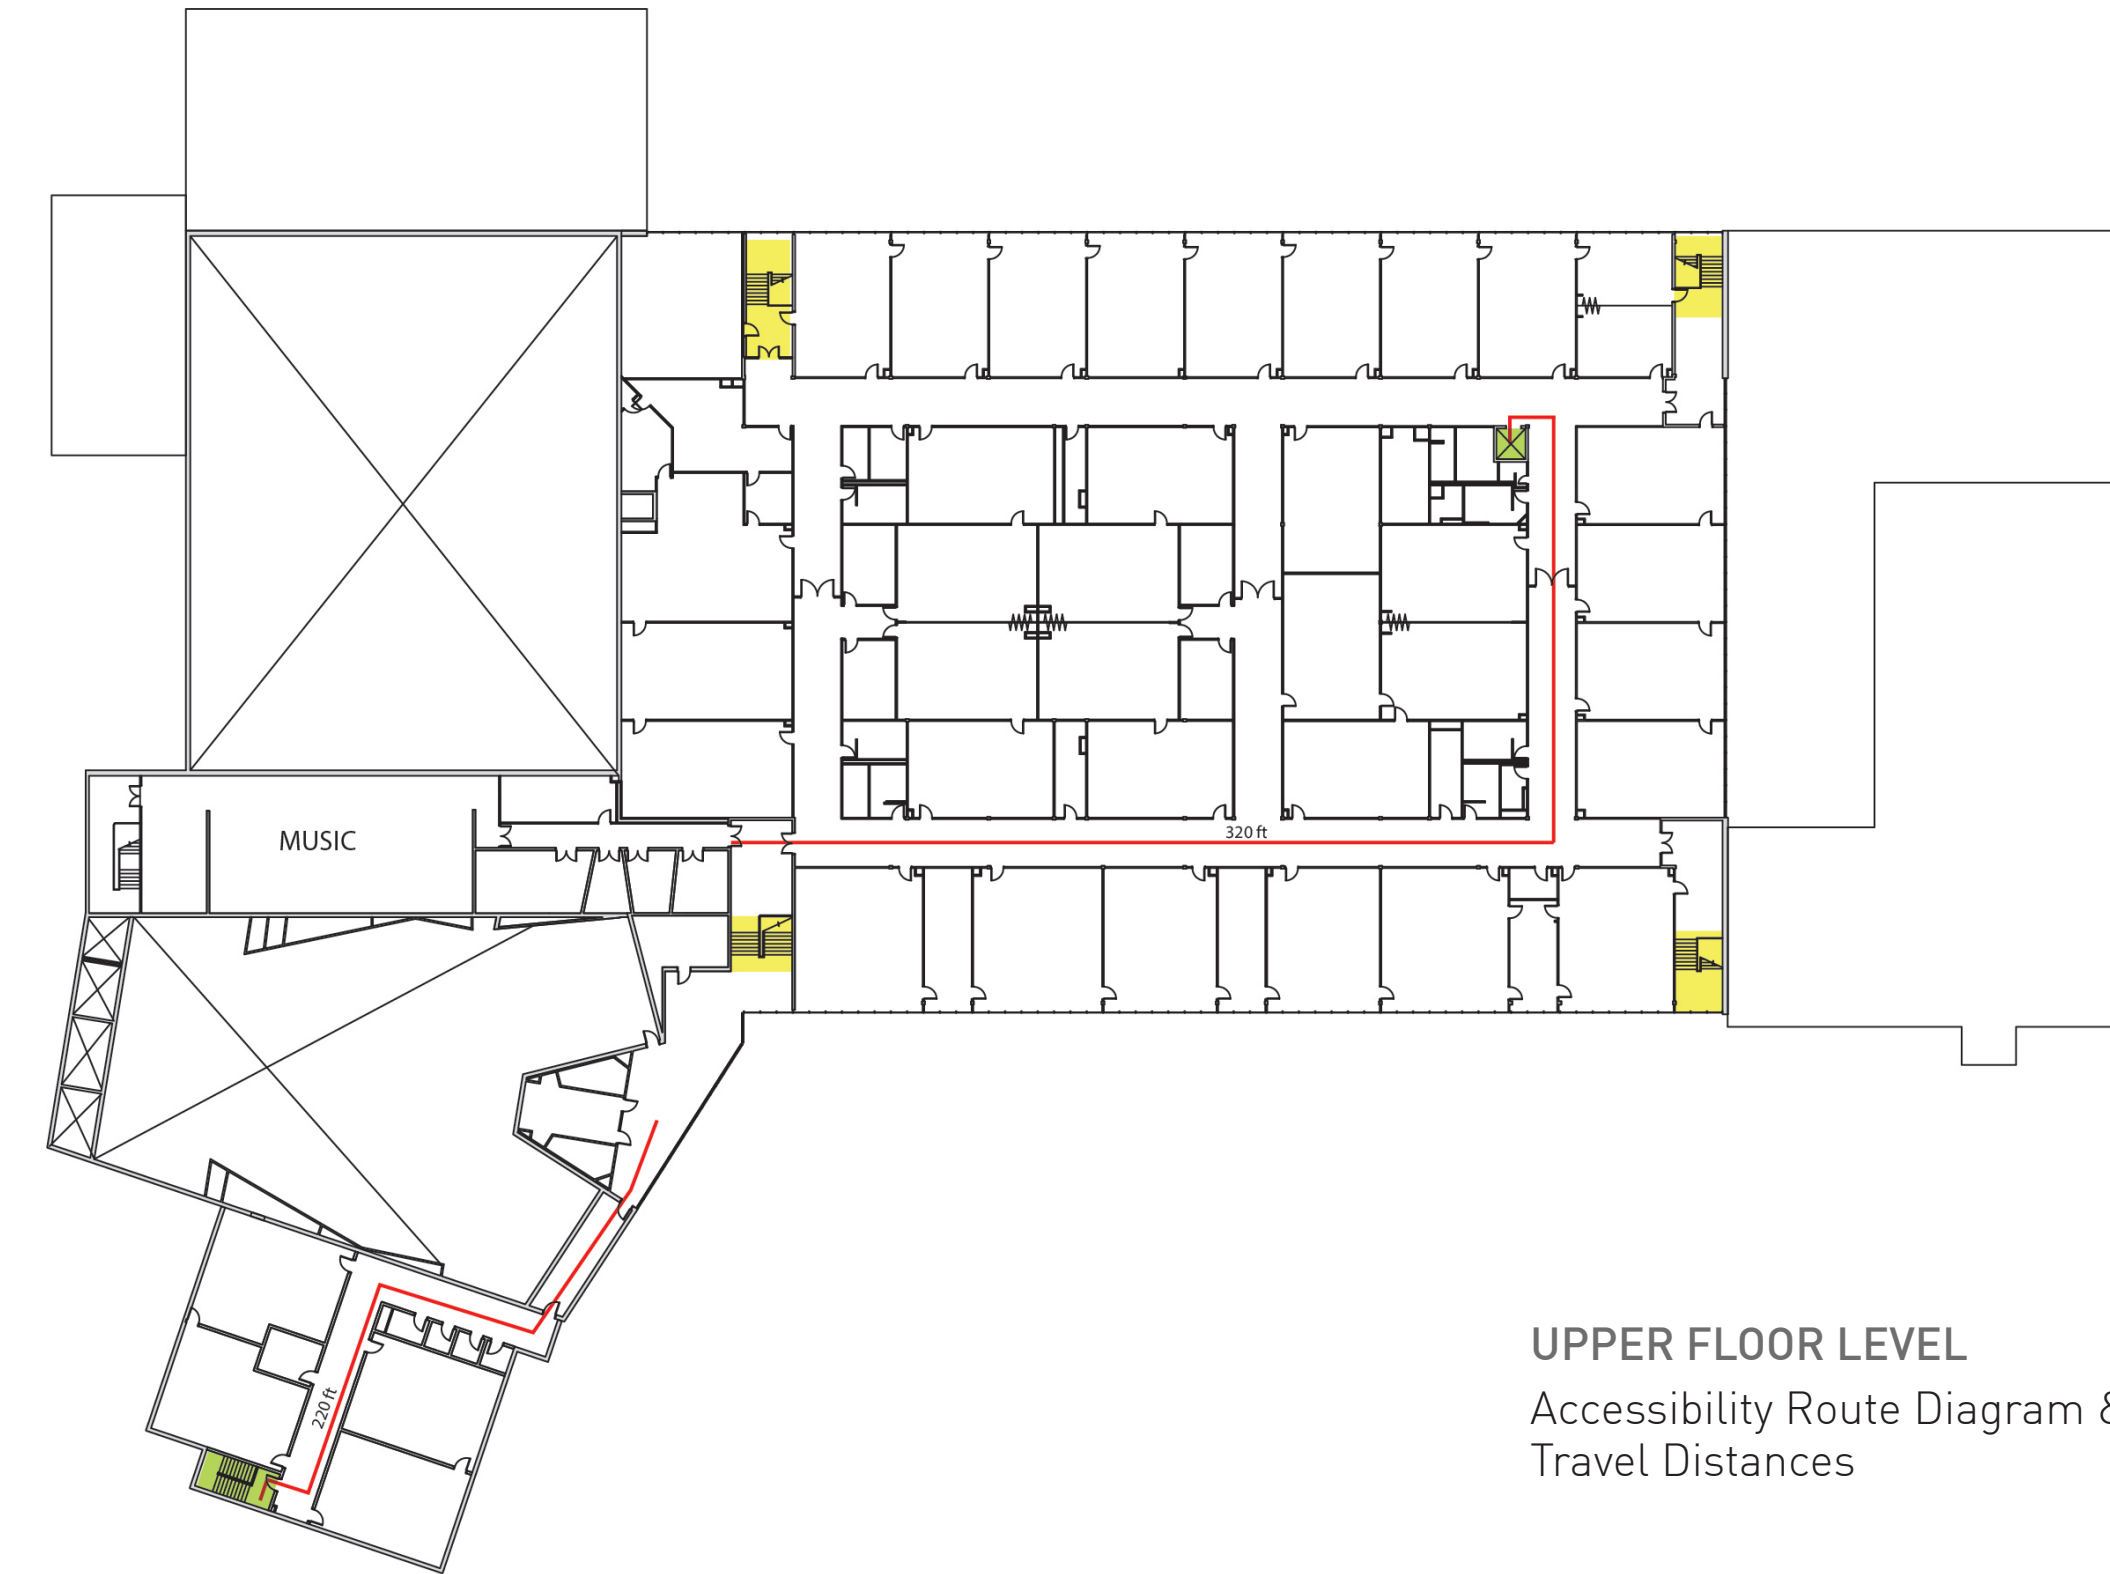 320 ft
MUSIC
220 ft
UPPER FLOOR LEVEL
Accessibility Route Diagram &
Travel Distances